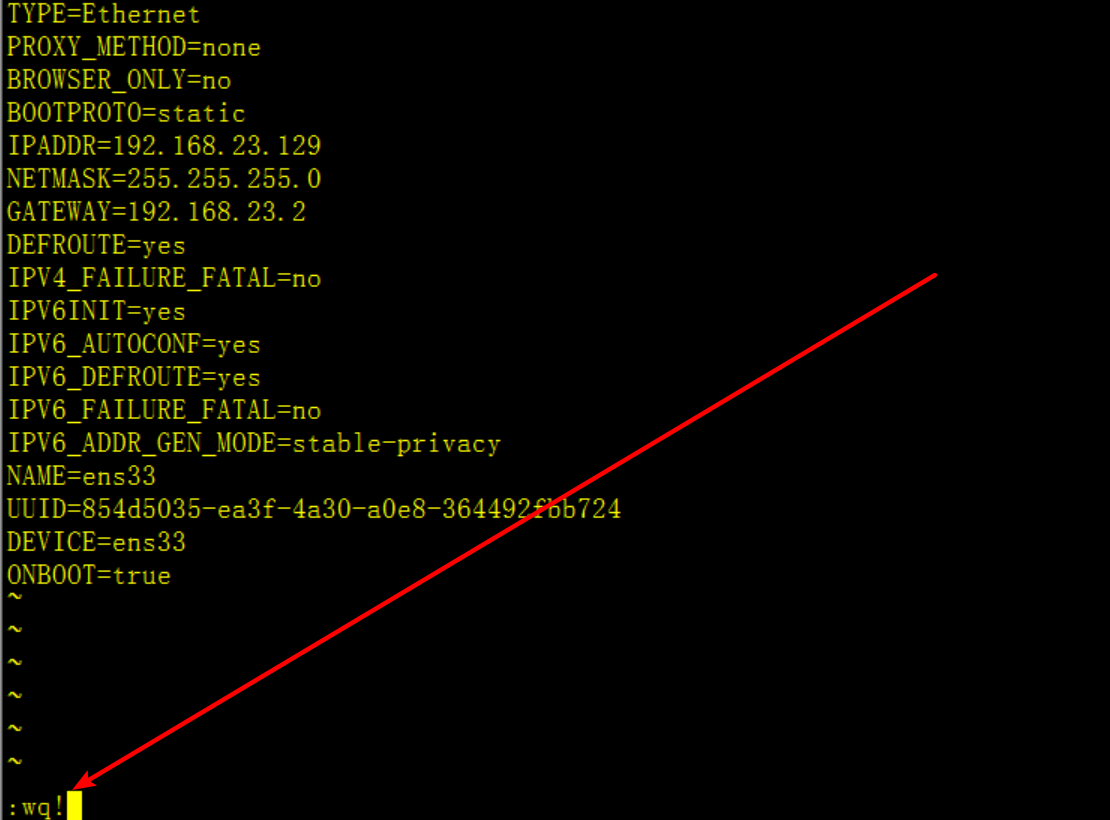 TYPE=Ethernet
PROXY_METHOD=none
BROWSER_ONLY=no
BOOTPROTO=static
IPADDR=192.168.23.129
NETMASK=255.255.255.0
GATEWAY=192.168.23.2
DEFROUTE=yes
IPV4_FAILURE_FATAL=no
IPV6INIT=yes
IPV6_AUTOCONF=yes
IPV6_DEFROUTE=yes
IPV6_FAILURE_FATAL=no
IPV6_ADDR_GEN_MODE=stable-privacy
NAME=ens33
UUID=854d5035-ea3f-4a30-a0e8-364492fbb724
DEVICE=ens33
ONBOOT=true
~
~
~
~
~
~
:wq!